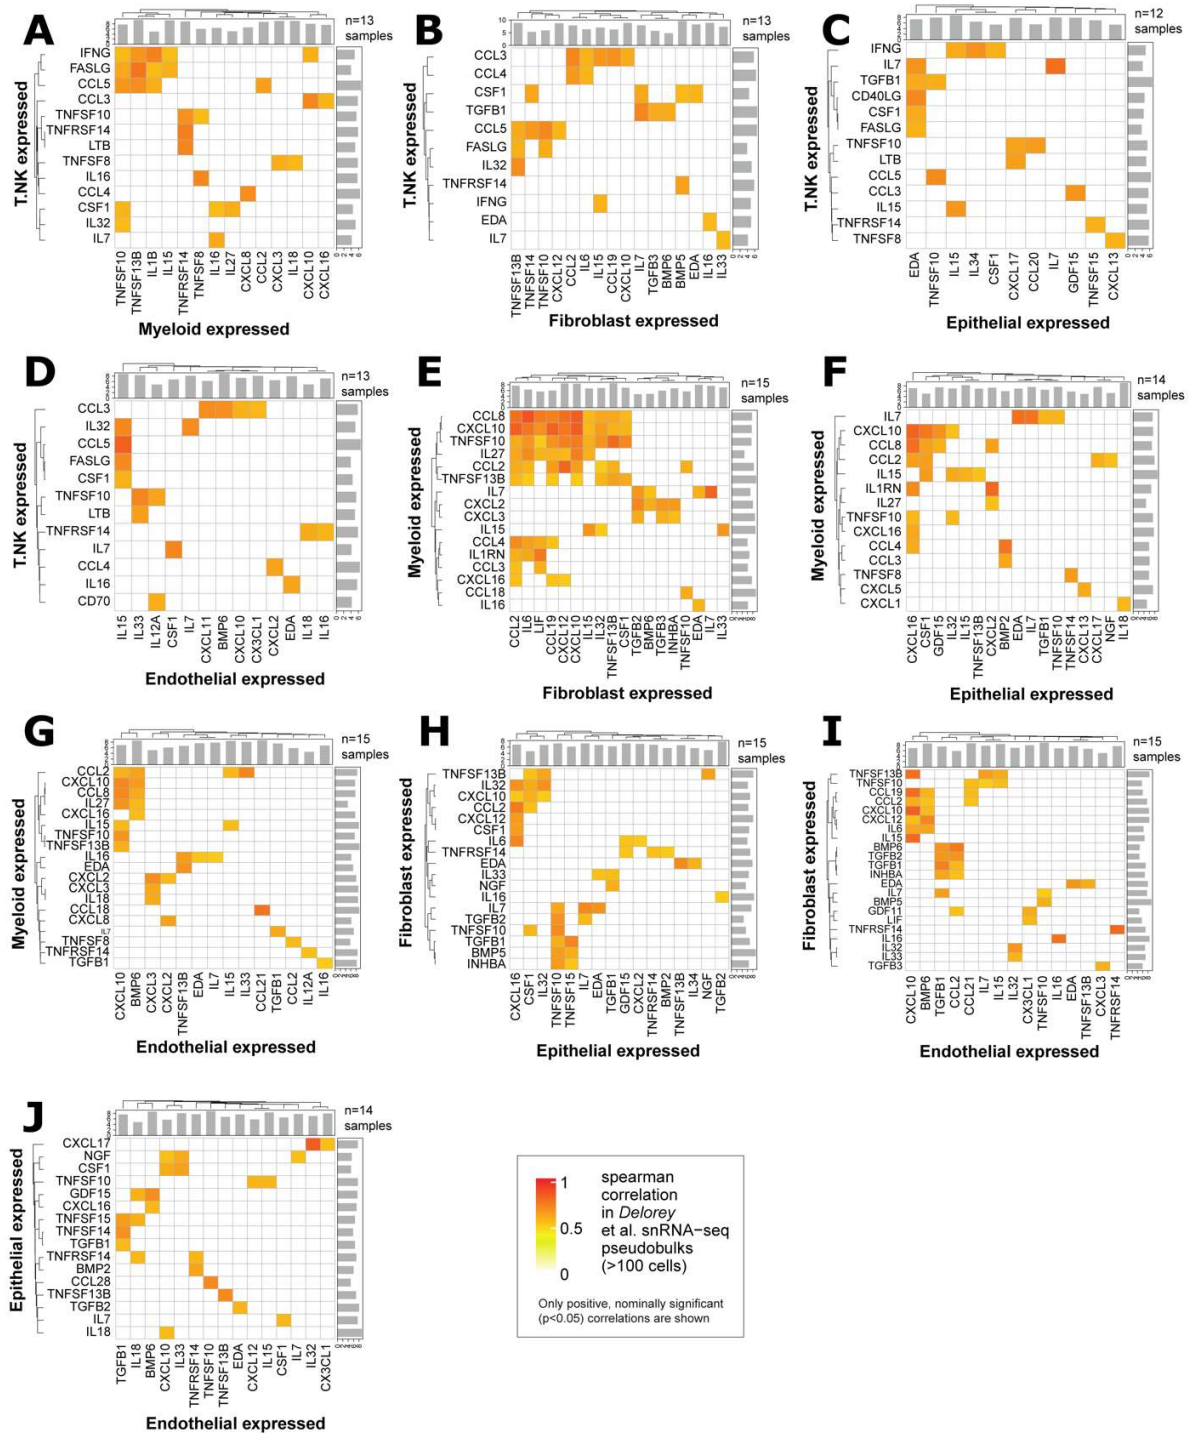 A
n=13
samples
T.NK expressed
IFNG
FASLG
CCL5
CCL3
TNFSF10
TNFRSF14
LTB
TNFSF8
IL16
CCL4
CSF1
IL32
IL7
TNFSF10
TNFSF13B
IL1B
IL15
TNFRSF14
TNFSF8
IL16
IL27
CXCL8
CCL2
CXCL3
IL18
CXCL10
CXCL16
Myeloid expressed
B
n=13
samples
T.NK expressed
CCL3
CCL4
CSF1
TGFB1
CCL5
FASLG
IL32
TNFRSF14
IFNG
EDA
IL7
TNFSF13B
TNFSF14
TNFSF10
CXCL12
CCL2
IL6
IL15
CCL19
CXCL10
IL7
TGFB3
BMP6
BMP5
EDA
IL16
IL33
Fibroblast expressed
C
n=12
samples
T.NK expressed
IFNG
IL7
TGFB1
CD40LG
CSF1
FASLG
TNFSF10
LTB
CCL5
CCL3
IL15
TNFRSF14
TNFSF8
EDA
TNFSF10
IL15
IL34
CSF1
CXCL17
CCL20
IL7
GDF15
TNFSF15
CXCL13
Epithelial expressed
D
n=13
samples
T.NK expressed
CCL3
IL32
CCL5
FASLG
CSF1
TNFSF10
LTB
TNFRSF14
IL7
CCL4
IL16
CD70
IL15
IL33
IL12A
CSF1
IL7
CXCL11
BMP6
CXCL10
CX3CL1
CXCL2
EDA
IL18
IL16
Endothelial expressed
E
n=15
samples
Myeloid expressed
CCL8
CXCL10
TNFSF10
IL27
CCL2
TNFSF13B
IL7
CXCL2
CXCL3
IL15
CCL4
IL1RN
CCL3
CXCL16
CCL18
IL16
CCL2
IL6
LIF
CCL19
CXCL12
CXCL10
IL15
IL32
TNFSF13B
CSF1
TGFB2
BMP6
TGFB3
INHBA
TNFSF10
EDA
IL7
IL33
Fibroblast expressed
F
n=14
samples
Myeloid expressed
IL7
CXCL10
CCL8
CCL2
IL15
IL1RN
IL27
TNFSF10
CXCL16
CCL4
CCL3
TNFSF8
CXCL5
CXCL1
CXCL16
CSF1
GDF15
IL32
IL15
TNFSF13B
CXCL2
BMP2
EDA
IL7
TGFB1
TNFSF10
TNFSF14
CXCL13
CXCL17
NGF
IL18
Epithelial expressed
G
n=15
samples
Myeloid expressed
CCL2
CXCL10
CCL8
IL27
CXCL16
IL15
TNFSF10
TNFSF13B
IL16
EDA
CXCL2
CXCL3
IL18
CCL18
CXCL8
IL7
TNFSF8
TNFRSF14
TGFB1
CXCL10
BMP6
CXCL3
CXCL2
TNFSF13B
EDA
IL7
IL15
IL33
CCL21
TGFB1
CCL2
IL12A
IL16
Endothelial expressed
H
n=15
samples
Fibroblast expressed
TNFSF13B
IL32
CXCL10
CCL2
CXCL12
CSF1
IL6
TNFRSF14
EDA
IL33
NGF
IL16
IL7
TGFB2
TNFSF10
TGFB1
BMP5
INHBA
CXCL16
CSF1
IL32
TNFSF10
TNFSF15
IL7
EDA
TGFB1
GDF15
CXCL2
TNFRSF14
BMP2
TNFSF13B
IL34
NGF
TGFB2
Epithelial expressed
I
n=15
samples
Fibroblast expressed
TNFSF13B
TNFSF10
CCL19
CCL2
CXCL10
CXCL12
IL6
IL15
BMP6
TGFB2
TGFB1
INHBA
EDA
IL7
BMP5
GDF11
LIF
TNFRSF14
IL16
IL32
IL33
TGFB3
CXCL10
BMP6
TGFB1
CCL2
CCL21
IL7
IL15
IL32
CX3CL1
TNFSF10
IL16
EDA
TNFSF13B
CXCL3
TNFRSF14
Endothelial expressed
J
n=14
samples
Epithelial expressed
CXCL17
NGF
CSF1
TNFSF10
GDF15
CXCL16
TNFSF15
TNFSF14
TGFB1
TNFRSF14
BMP2
CCL28
TNFSF13B
TGFB2
IL7
IL18
TGFB1
IL18
BMP6
CXCL10
IL33
TNFRSF14
TNFSF10
TNFSF13B
EDA
CXCL12
IL15
CSF1
IL7
IL32
CX3CL1
Endothelial expressed
1
0.5
0
spearman
correlation
in Delorey
et al. snRNA-seq
pseudobulks
(>100 cells)
Only positive, nominally significant
(p<0.05) correlations are shown